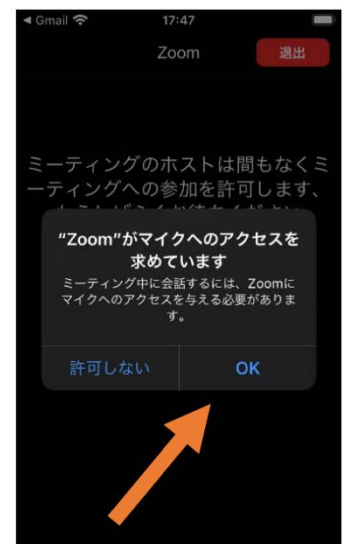 ◀ Gmail 17:47
Zoom 退出
ミーティングのホストは間もなくミ
ーティングへの参加を許可します、
"Zoom"がマイクへのアクセスを
求めています
ミーティング中に会話するには、Zoomに
マイクへのアクセスを与える必要がありま
す。
許可しない OK